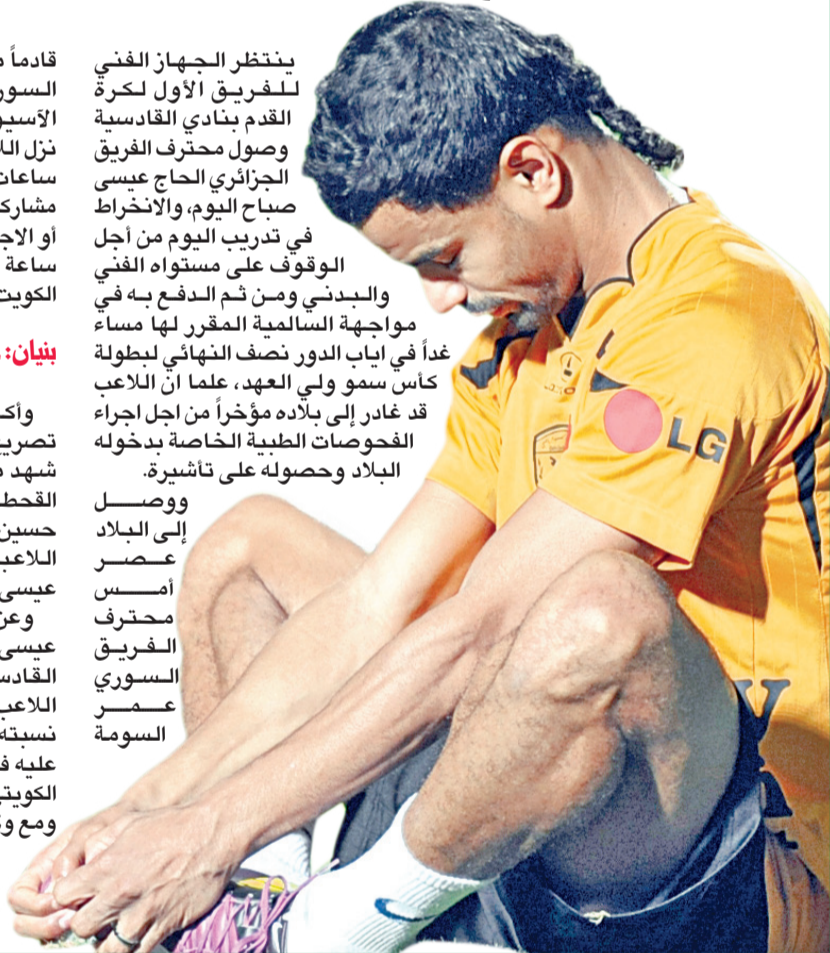 ينتظر الجهاز الفني
للفريق الأول لكرة
القدم بنادي القادسية
وصول محترف الفريق
الجزائري الحاج عيسى
صباح اليوم، والانخراط
في تدريب اليوم من أجل
الوقوف على مستواه الفني
والبدني ومن ثم الدفع به في
مواجهة السالمية المقرر لها مساء
غداً في اياب الدور نصف النهائي لبطولة
كأس سمو ولي العهد، علما ان اللاعب
قد غادر إلى بلاده مؤخراً من اجل اجراء
الفحوصات الطبية الخاصة بدخوله
البلاد وحصوله على تأشيرة.
ووصل
إلى البلاد
عصر
أمس
محترف
الفريق
السوري
عمر
السومة
قادماً
السور
الآسيو
نزل اللا
ساعات
مشارك
أو الاج
ساعة
الكويت
بنيان:
وأك
تصريح
شهد
القحط
حسين
اللاعب
عيسى
وعن
عيسى
القادس
اللاعب
نسبته
عليه ف
الكويتي
ومع و
LG